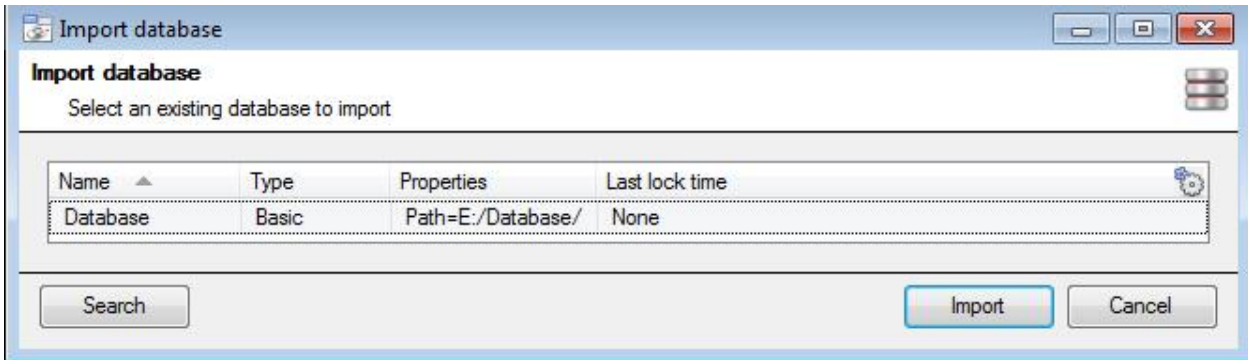 Import database
Import database
Select an existing database to import
Name Type Properties Last lock time
Database Basic Path=E:/Database/ None
Search Import Cancel